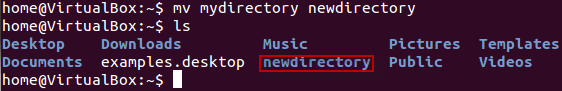 home@VirtualBox:~$ mv mydirectory newdirectory
home@VirtualBox:~$ ls
Desktop Downloads Music Pictures Templates
Documents examples.desktop newdirectory Public Videos
home@VirtualBox:~$